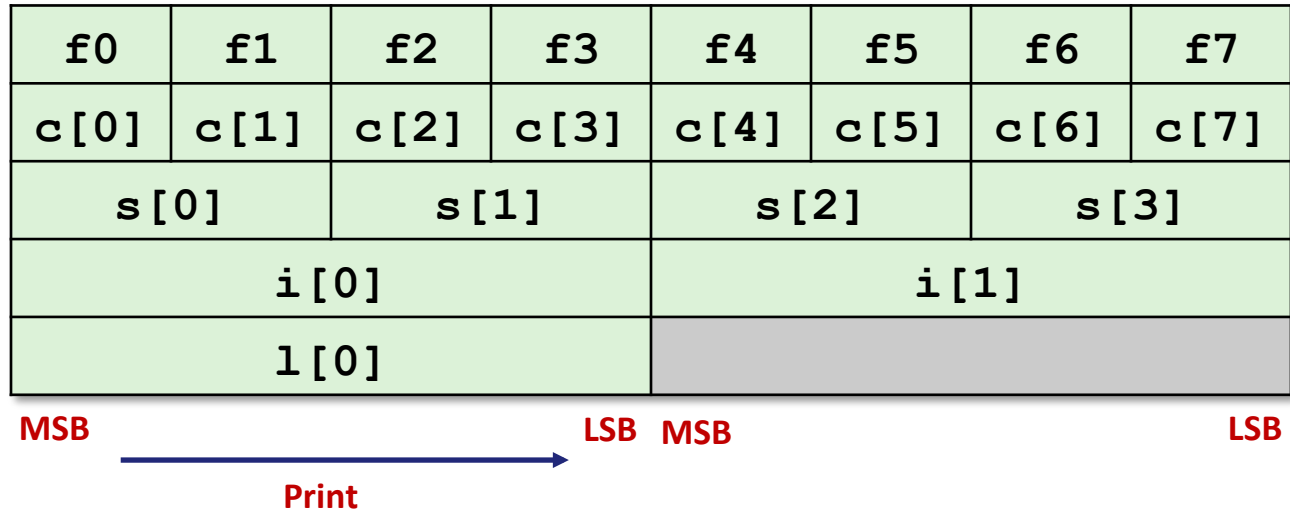 f0 f1 f2 f3 f4 f5 f6 f7
c[0] c[1] c[2] c[3] c[4] c[5] c[6] c[7]
s[0] s[1] s[2] s[3]
i[0] i[1]
l[0]
MSB LSB MSB LSB
Print